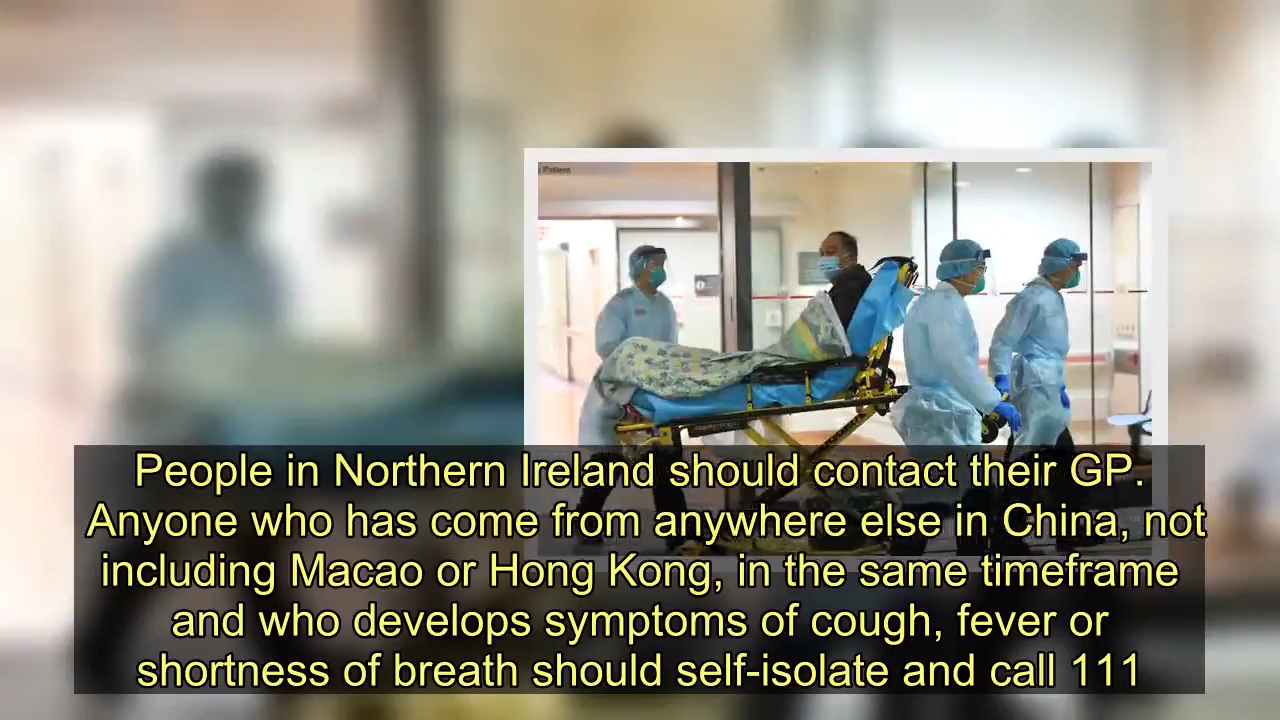 Patient
People in Northern Ireland should contact their GP.
Anyone who has come from anywhere else in China, not
including Macao or Hong Kong, in the same timeframe
and who develops symptoms of cough, fever or
shortness of breath should self-isolate and call 111